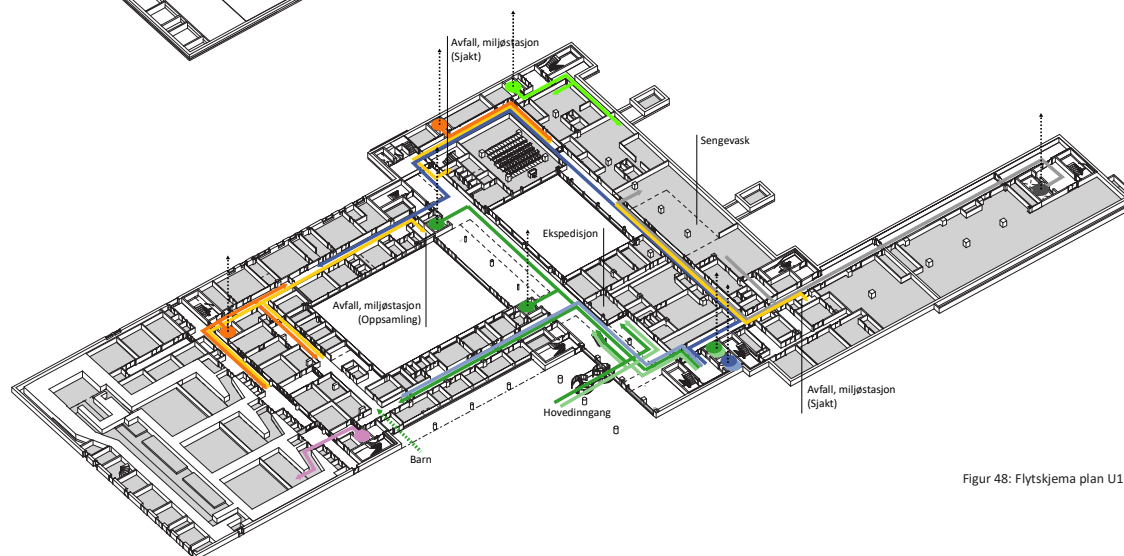 Avfall, miljøstasjon
(Sjakt)
Sengevask
Ekspedisjon
Avfall, miljøstasjon
(Oppsamling)
Hovedinngang
Avfall, miljøstasjon
(Sjakt)
Barn
Figur 48: Flytskjema plan U1